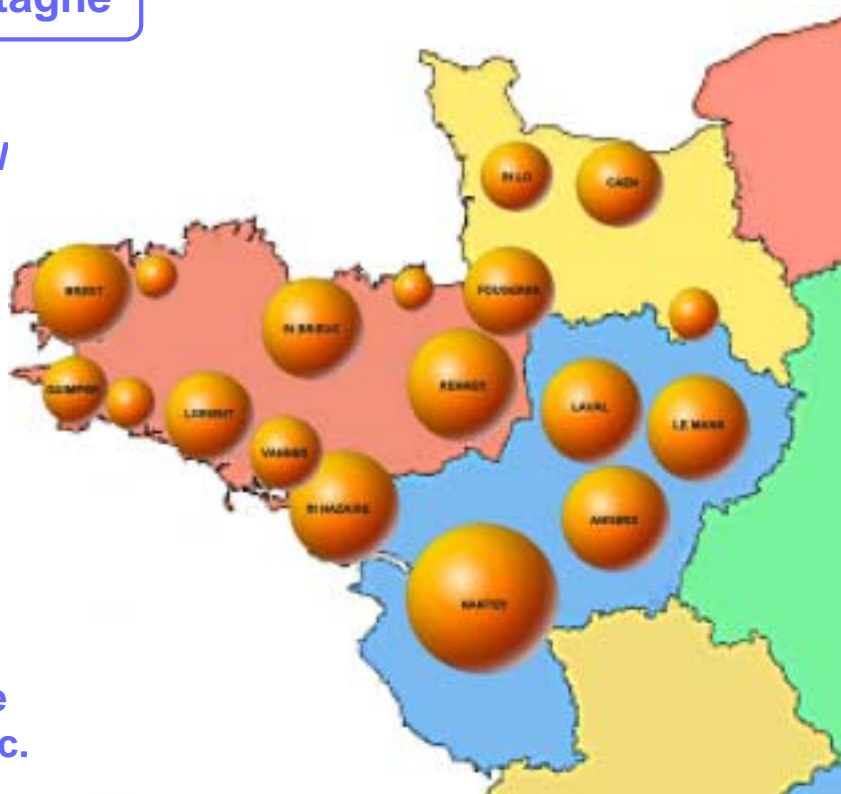 tagne
ST LO
CAEN
BREST
FOUGERES
ST BRIEUC
RENNES
QUIMPER
LORIENT
LAVAL
LE MANS
VANNES
ST NAZAIRE
ANGERS
NANTES
e
c.